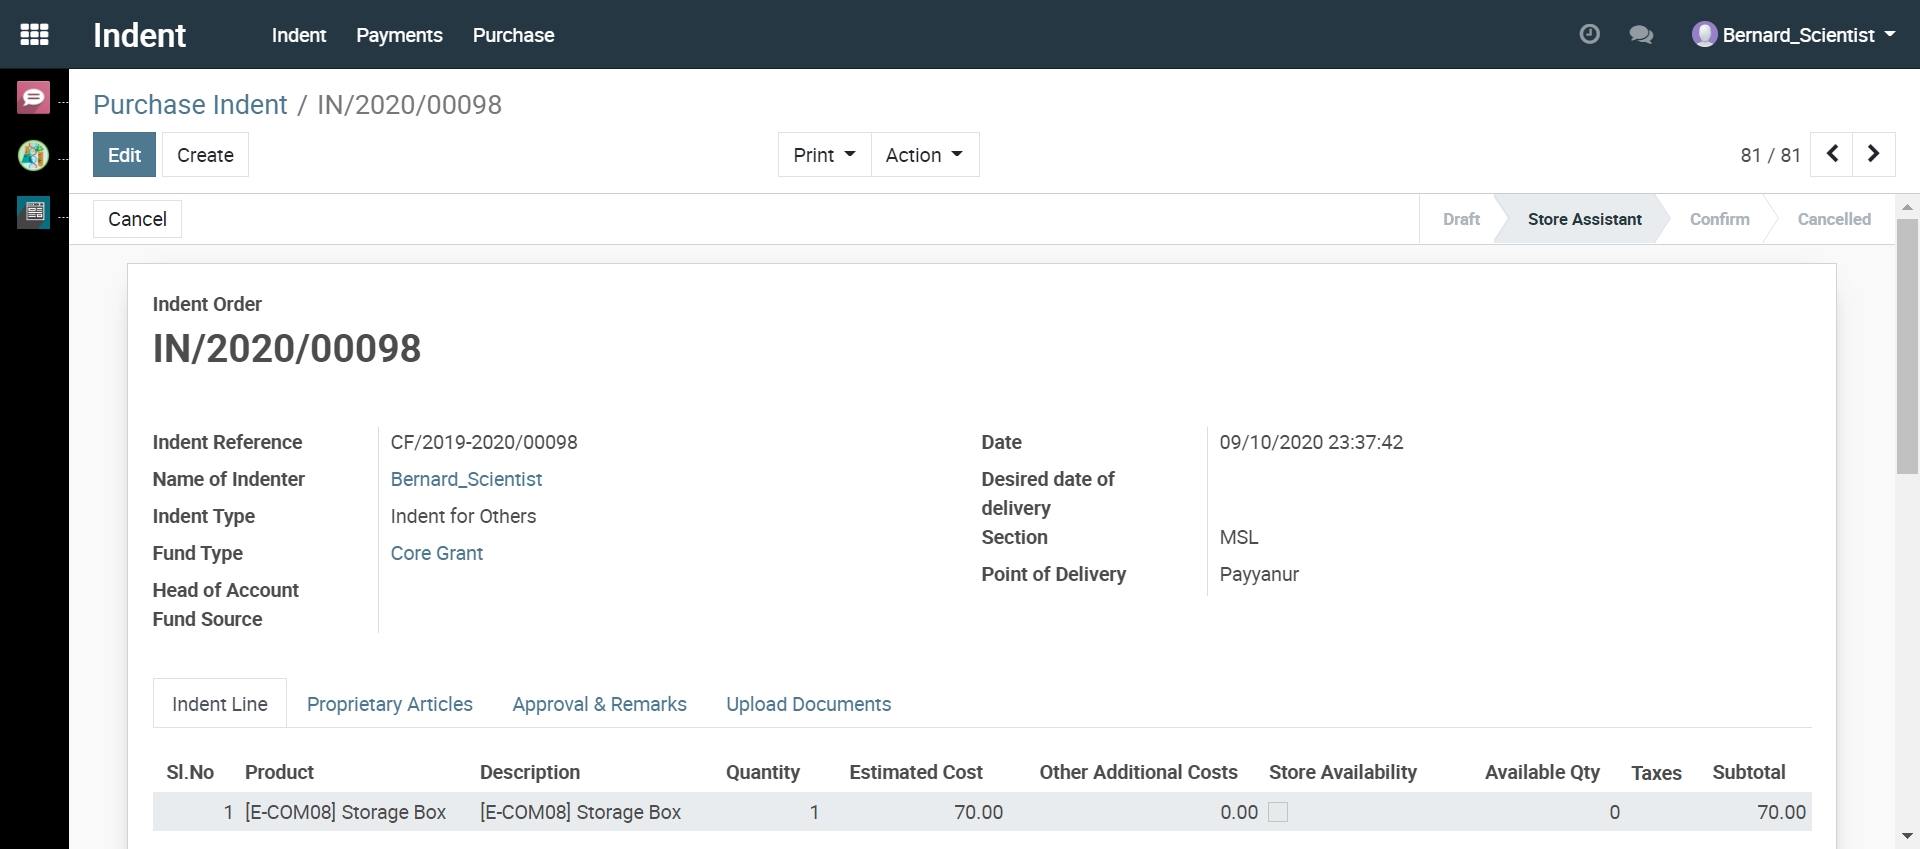 Indent Indent Payments Purchase Bernard_Scientist
Purchase Indent / IN/2020/00098
Edit Create Print Action 81 / 81
Cancel Draft Store Assistant Confirm Cancelled
Indent Order
IN/2020/00098
Indent Reference CF/2019-2020/00098 Date 09/10/2020 23:37:42
Name of Indenter Bernard_Scientist Desired date of
delivery
Indent Type Indent for Others
Section MSL
Fund Type Core Grant
Point of Delivery Payyanur
Head of Account
Fund Source
Indent Line Proprietary Articles Approval & Remarks Upload Documents
Sl.No Product Description Quantity Estimated Cost Other Additional Costs Store Availability Available Qty Taxes Subtotal
1 [E-COM08] Storage Box [E-COM08] Storage Box 1 70.00 0.00 0 70.00